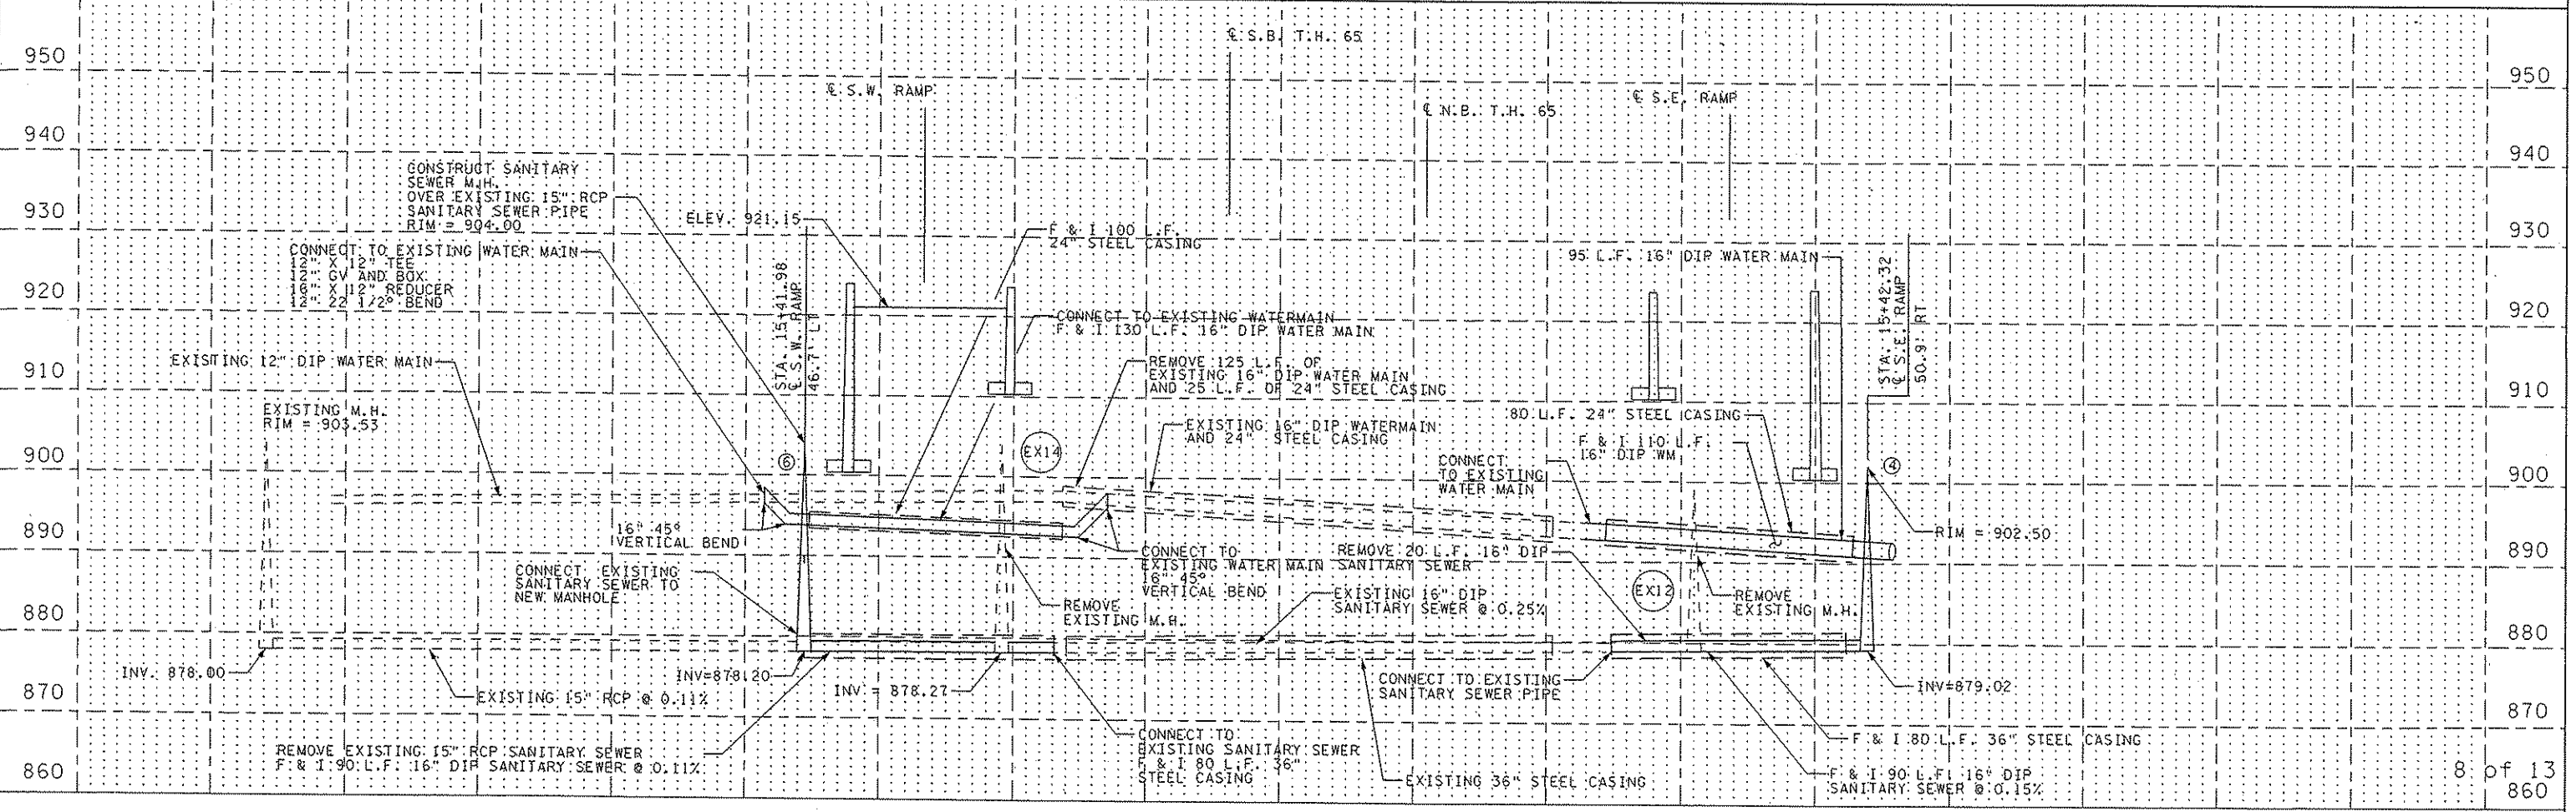 ℄ S.B. T.H. 65
950
950
℄ S.W. RAMP
℄ S.E. RAMP
℄ N.B. T.H. 65
940
940
CONSTRUCT SANITARY
SEWER M.H.
OVER EXISTING 15" RCP
SANITARY SEWER PIPE
RIM = 904.00
930
930
ELEV. 921.15
F & I 100 L.F.
24" STEEL CASING
CONNECT TO EXISTING WATER MAIN
12" X 12" TEE
12" GV AND BOX
16" X 12" REDUCER
12" 22 1/2° BEND
95 L.F. 16" DIP WATER MAIN
STA. 15+41.98
℄ S.W. RAMP
46.7' LT
STA. 15+42.32
℄ S.E. RAMP
50.9' RT
920
920
CONNECT TO EXISTING WATERMAIN
F & I 130 L.F. 16" DIP WATER MAIN
EXISTING 12" DIP WATER MAIN
REMOVE 125 L.F. OF
EXISTING 16" DIP WATER MAIN
AND 25 L.F. OF 24" STEEL CASING
910
910
EXISTING M.H.
RIM = 903.53
80 L.F. 24" STEEL CASING
EXISTING 16" DIP WATERMAIN
AND 24" STEEL CASING
F & I 110 L.F.
16" DIP WM
EX14
6
4
CONNECT
TO EXISTING
WATER MAIN
900
900
16" 45°
VERTICAL BEND
RIM = 902.50
890
890
CONNECT TO
EXISTING WATER MAIN
16" 45°
VERTICAL BEND
REMOVE 20 L.F. 16" DIP
SANITARY SEWER
CONNECT EXISTING
SANITARY SEWER TO
NEW MANHOLE
EX12
REMOVE
EXISTING M.H.
EXISTING 16" DIP
SANITARY SEWER @ 0.25%
REMOVE
EXISTING M.H.
880
880
INV. 878.00
INV=878.20
INV = 878.27
CONNECT TO EXISTING
SANITARY SEWER PIPE
INV=879.02
EXISTING 15" RCP @ 0.11%
870
870
REMOVE EXISTING 15" RCP SANITARY SEWER
F & I 90 L.F. 16" DIP SANITARY SEWER @ 0.11%
CONNECT TO
EXISTING SANITARY SEWER
F & I 80 L.F. 36"
STEEL CASING
F & I 80 L.F. 36" STEEL CASING
EXISTING 36" STEEL CASING
F & I 90 L.F. 16" DIP
SANITARY SEWER @ 0.15%
860
8 of 13
860